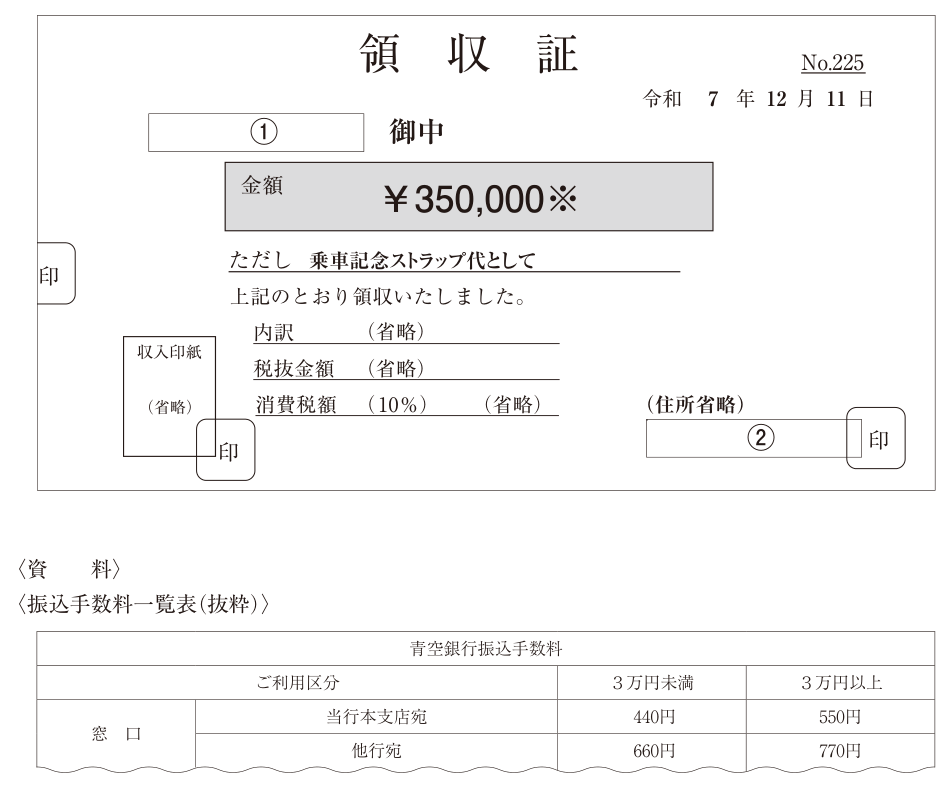 領収証
No.225
令和 7 年 12 月 11 日
① 御中
金額 ¥350,000※
ただし 乗車記念ストラップ代として
印
上記のとおり領収いたしました。
内訳 (省略)
収入印紙
税抜金額 (省略)
(省略)
消費税額 (10%) (省略)
(住所省略)
② 印
印
〈資 料〉
〈振込手数料一覧表(抜粋)〉
青空銀行振込手数料
ご利用区分 3万円未満 3万円以上
窓 口 当行本支店宛 440円 550円
他行宛 660円 770円